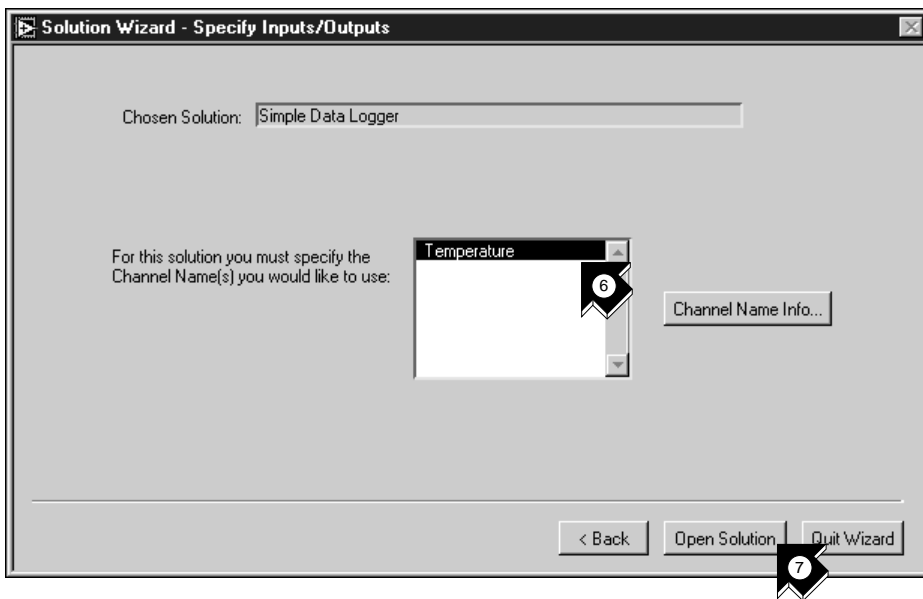 Solution Wizard - Specify Inputs/Outputs
Chosen Solution: Simple Data Logger
For this solution you must specify the
Channel Name(s) you would like to use:
Temperature
6
Channel Name Info...
< Back
Open Solution
Quit Wizard
7